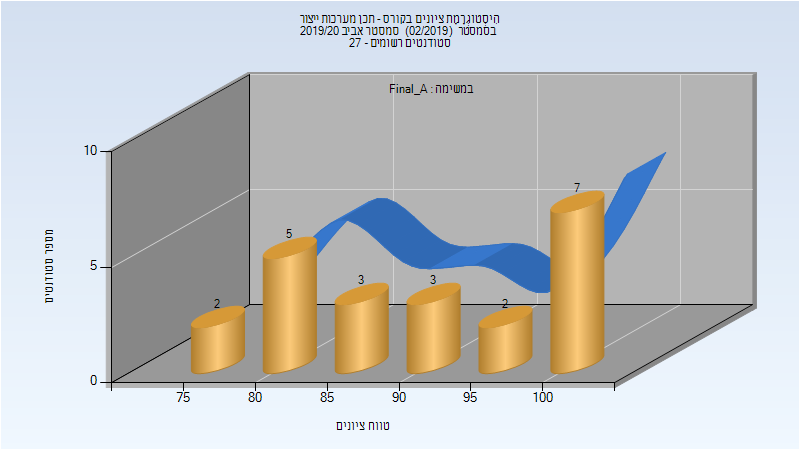 היסטוגרמת ציונים בקורס - תכן מערכות ייצור
בסמסטר (02/2019) סמסטר אביב 2019/20
סטודנטים רשומים - 27
במשימה : Final_A
מספר סטודנטים
10
5
0
2
5
3
3
2
7
75
80
85
90
95
100
טווח ציונים